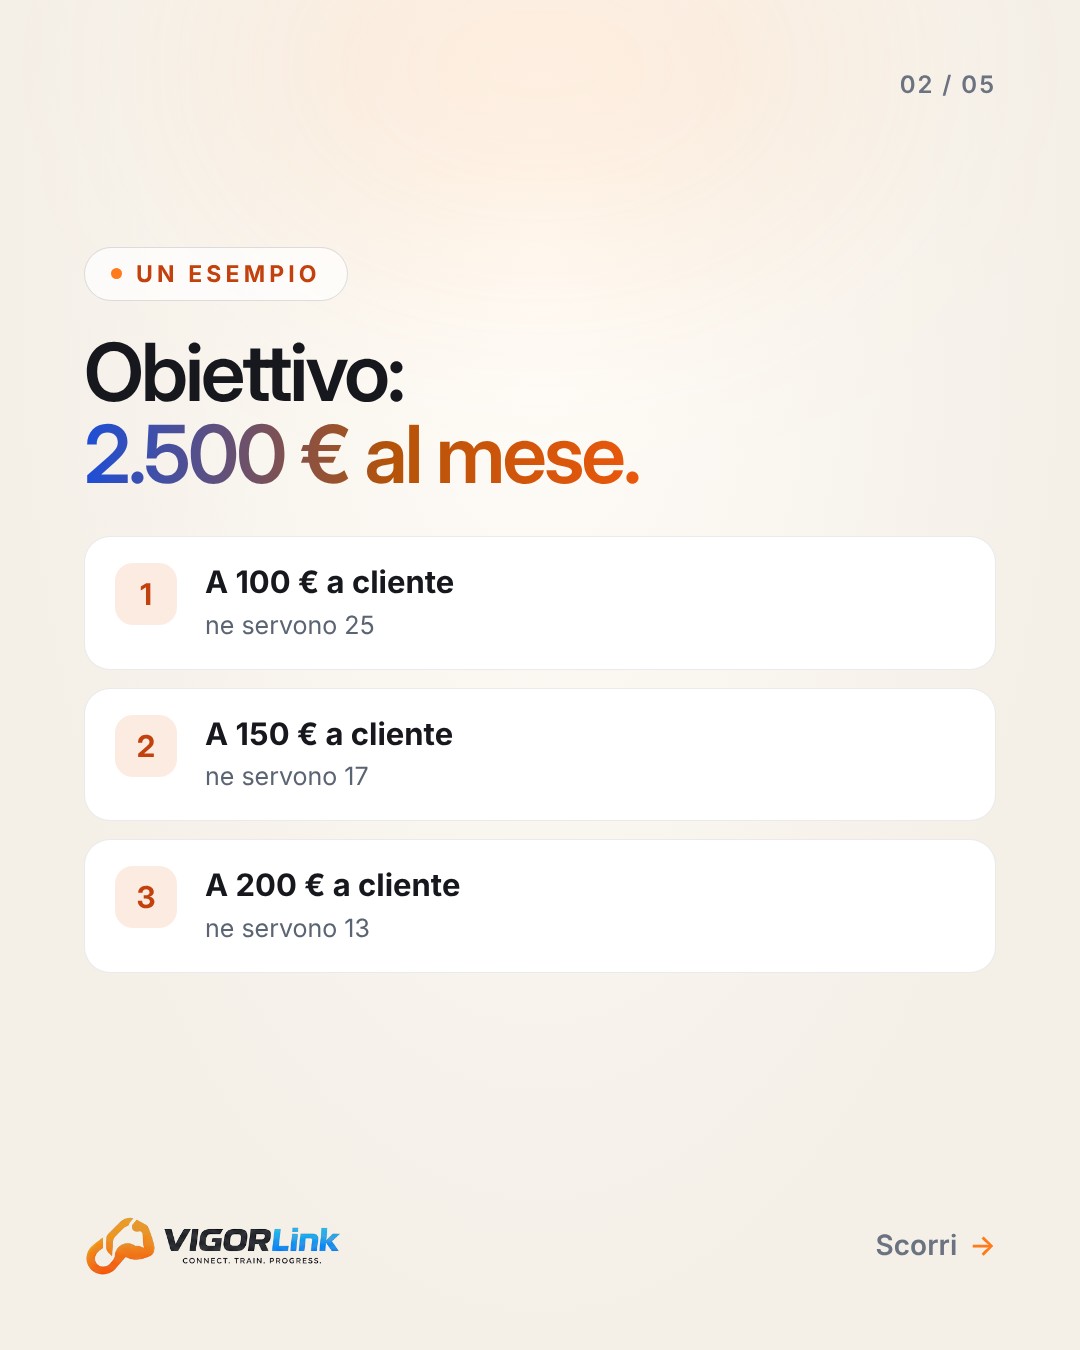 02 / 05
UN ESEMPIO
Obiettivo:
2.500 € al mese.
1
A 100 € a cliente
ne servono 25
2
A 150 € a cliente
ne servono 17
3
A 200 € a cliente
ne servono 13
VIGORLink
CONNECT. TRAIN. PROGRESS.
Scorri →